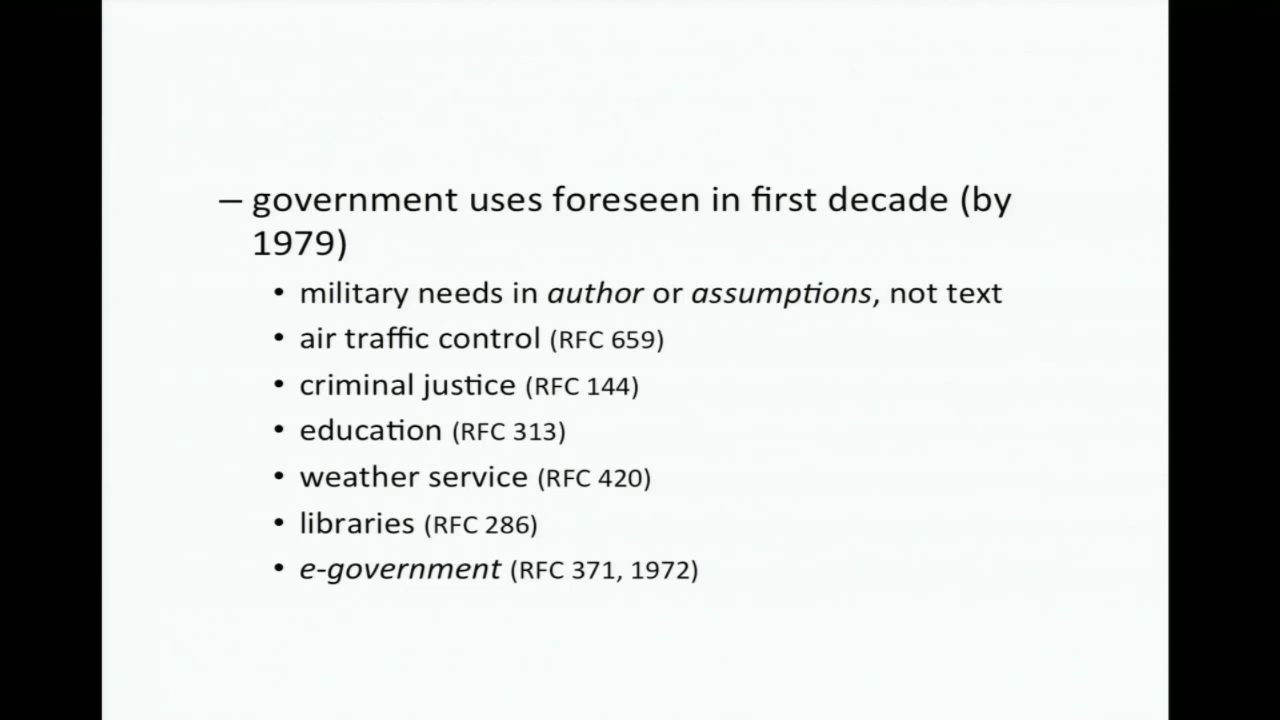 – government uses foreseen in first decade (by
1979)
• military needs in author or assumptions, not text
• air traffic control (RFC 659)
• criminal justice (RFC 144)
• education (RFC 313)
• weather service (RFC 420)
• libraries (RFC 286)
• e-government (RFC 371, 1972)